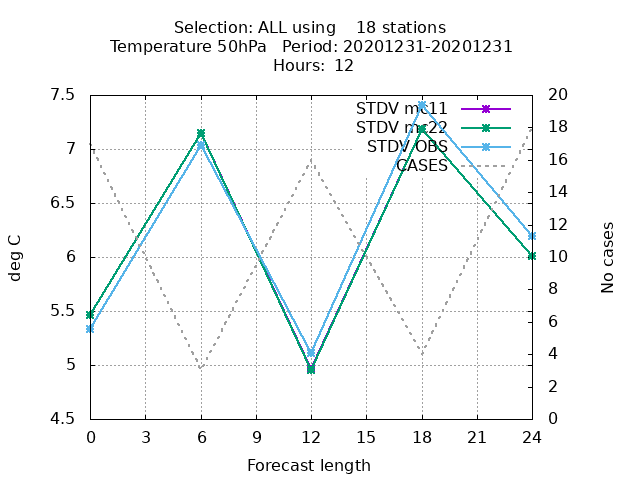 Selection: ALL using    18 stations
Temperature 50hPa   Period: 20201231-20201231
Hours: 12
STDV mc11
STDV mc22
STDV OBS
CASES
7.5
7
6.5
6
5.5
5
4.5
deg C
20
18
16
14
12
10
8
6
4
2
0
No cases
0 3 6 9 12 15 18 21 24
Forecast length